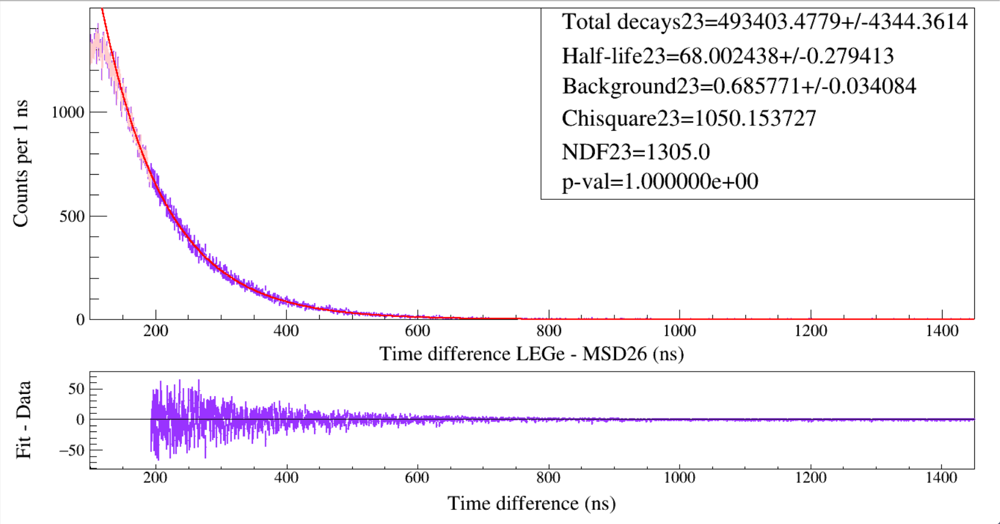 Total decays23=493403.4779+/-4344.3614
Half-life23=68.002438+/-0.279413
Background23=0.685771+/-0.034084
Chisquare23=1050.153727
NDF23=1305.0
p-val=1.000000e+00
Counts per 1 ns
1000
500
0
200 400 600 800 1000 1200 1400
Time difference LEGe - MSD26 (ns)
Fit - Data
50
0
−50
200 400 600 800 1000 1200 1400
Time difference (ns)